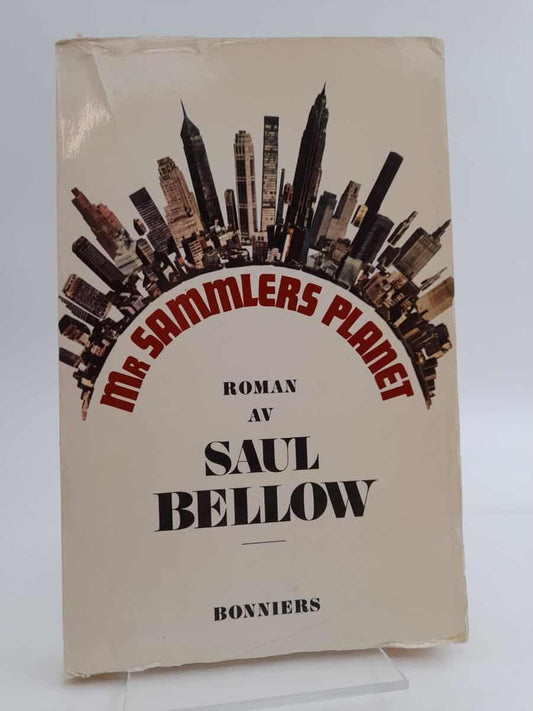 MR SAMMLERS PLANET
ROMAN
AV
SAUL
BELLOW
BONNIERS